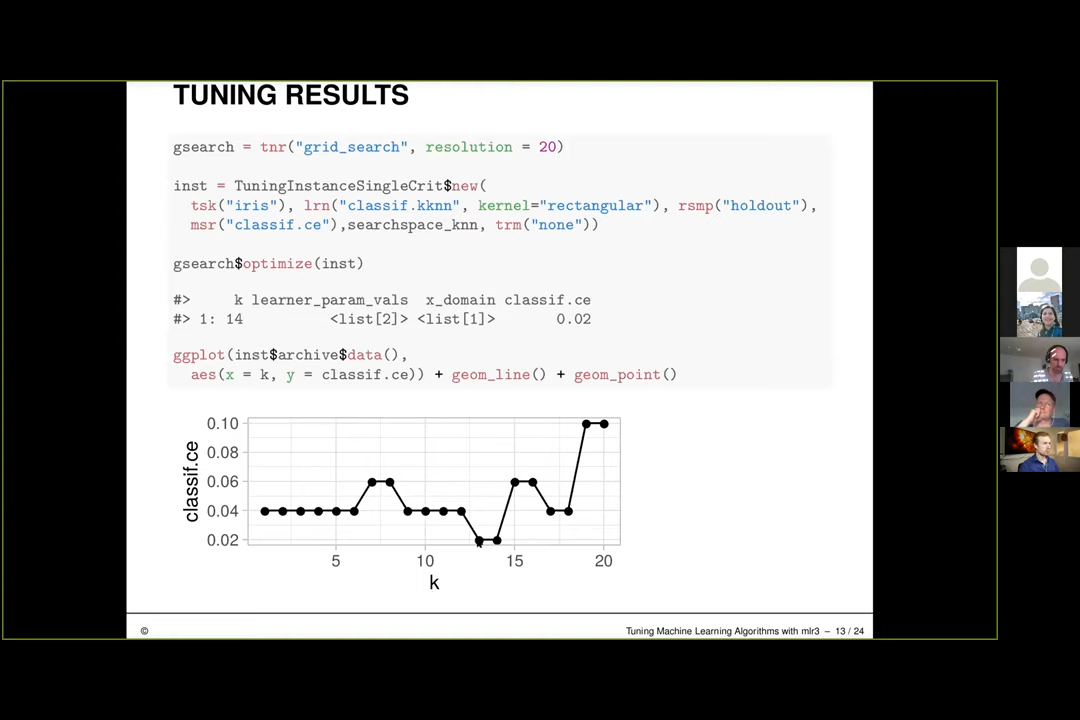 TUNING RESULTS
gsearch = tnr("grid_search", resolution = 20)
inst = TuningInstanceSingleCrit$new(
tsk("iris"), lrn("classif.kknn", kernel="rectangular"), rsmp("holdout"),
msr("classif.ce"),searchspace_knn, trm("none"))
gsearch$optimize(inst)
#> k learner_param_vals x_domain classif.ce
#> 1: 14 <list[2]> <list[1]> 0.02
ggplot(inst$archive$data(),
aes(x = k, y = classif.ce)) + geom_line() + geom_point()
0.10
0.08
0.06
0.04
0.02
classif.ce
5 10 15 20
k
© Tuning Machine Learning Algorithms with mlr3 – 13 / 24